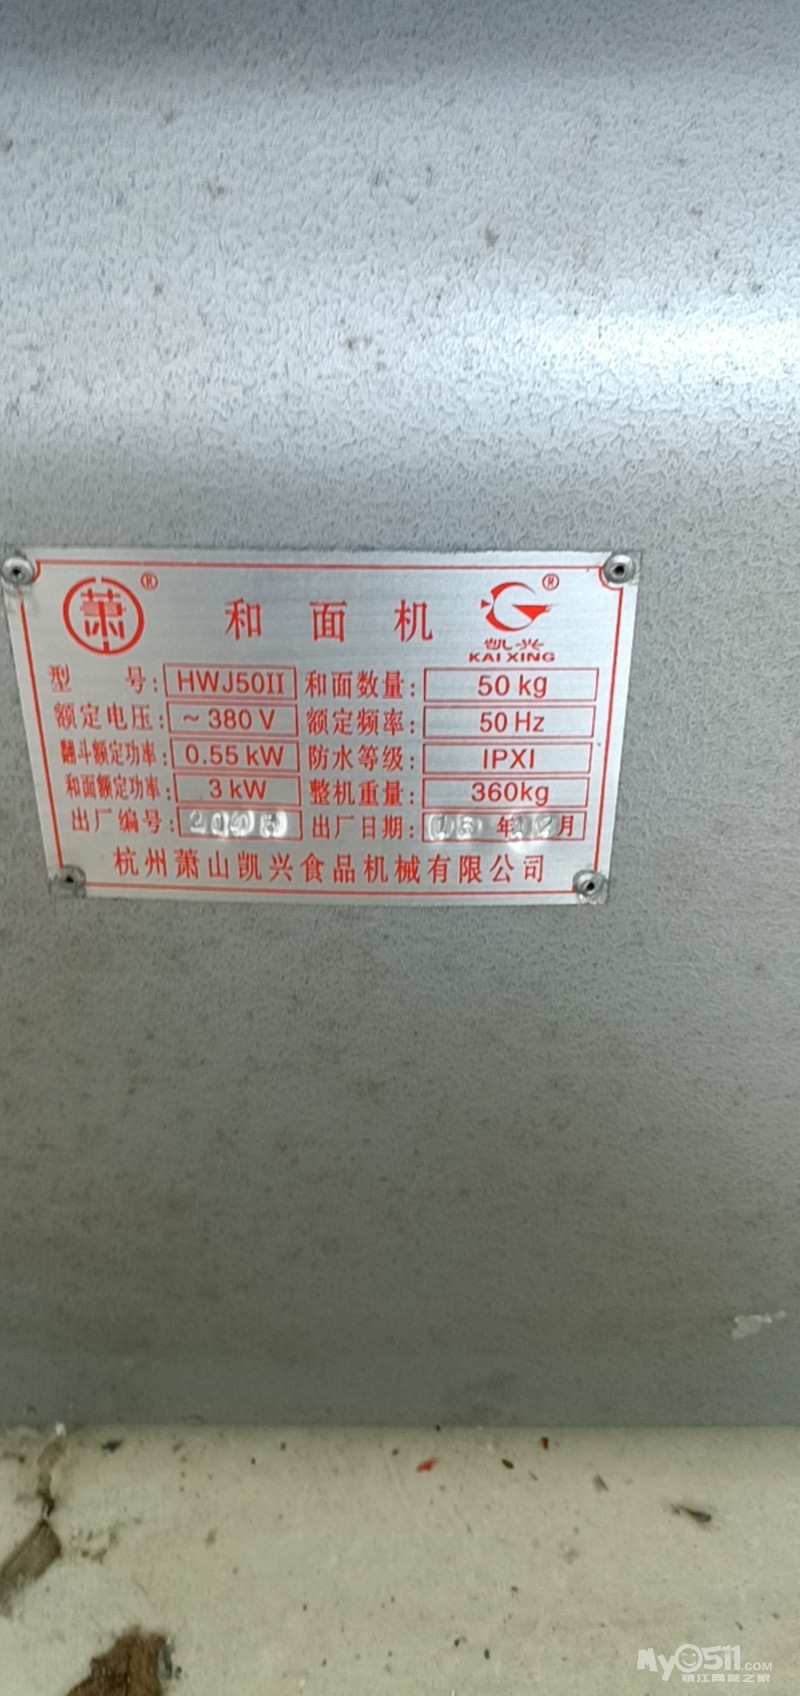 萧 ® 和面机 ®
凯兴
KAI XING
型号: HWJ50II 和面数量: 50 kg
额定电压: ~380 V 额定频率: 50 Hz
翻斗额定功率: 0.55 kW 防水等级: IPXI
和面额定功率: 3 kW 整机重量: 360kg
出厂编号: 出厂日期: 年 月
杭州萧山凯兴食品机械有限公司
My0511.COM
镇江网友之家